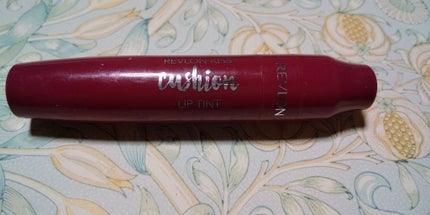 REVLON KISS
cushion
LIP TINT
REVLON